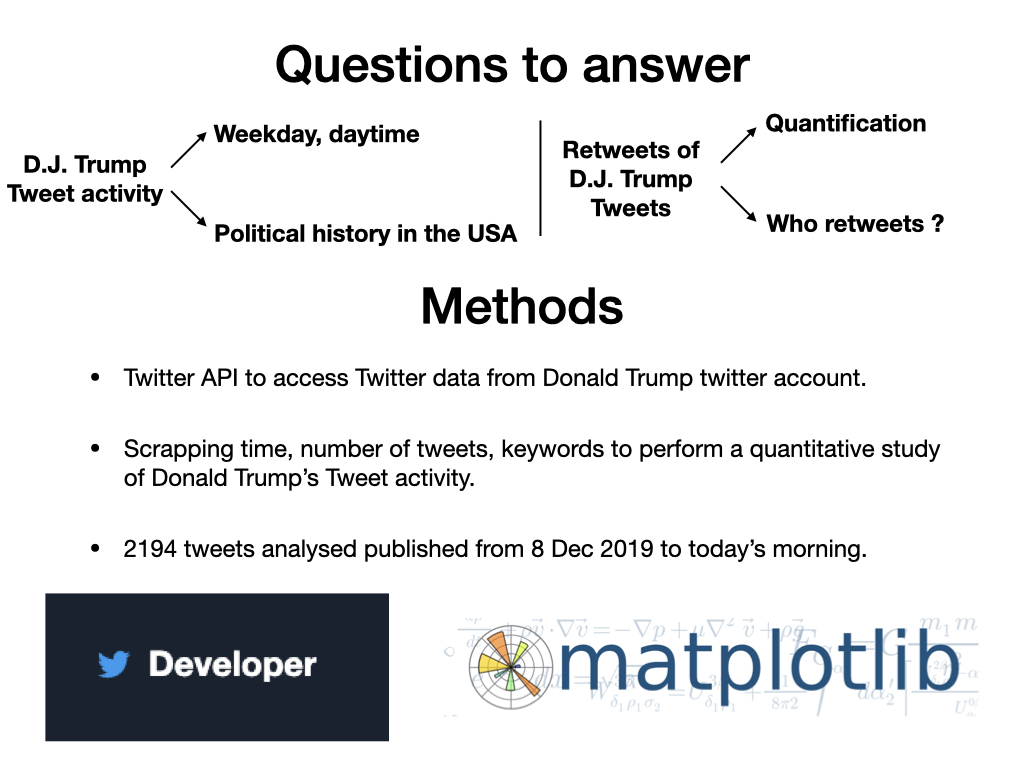 Questions to answer
Weekday, daytime
D.J. Trump
Tweet activity
Political history in the USA
Quantification
Retweets of
D.J. Trump
Tweets
Who retweets ?
Methods
• Twitter API to access Twitter data from Donald Trump twitter account.
• Scrapping time, number of tweets, keywords to perform a quantitative study
of Donald Trump’s Tweet activity.
• 2194 tweets analysed published from 8 Dec 2019 to today’s morning.
Developer
matplotlib